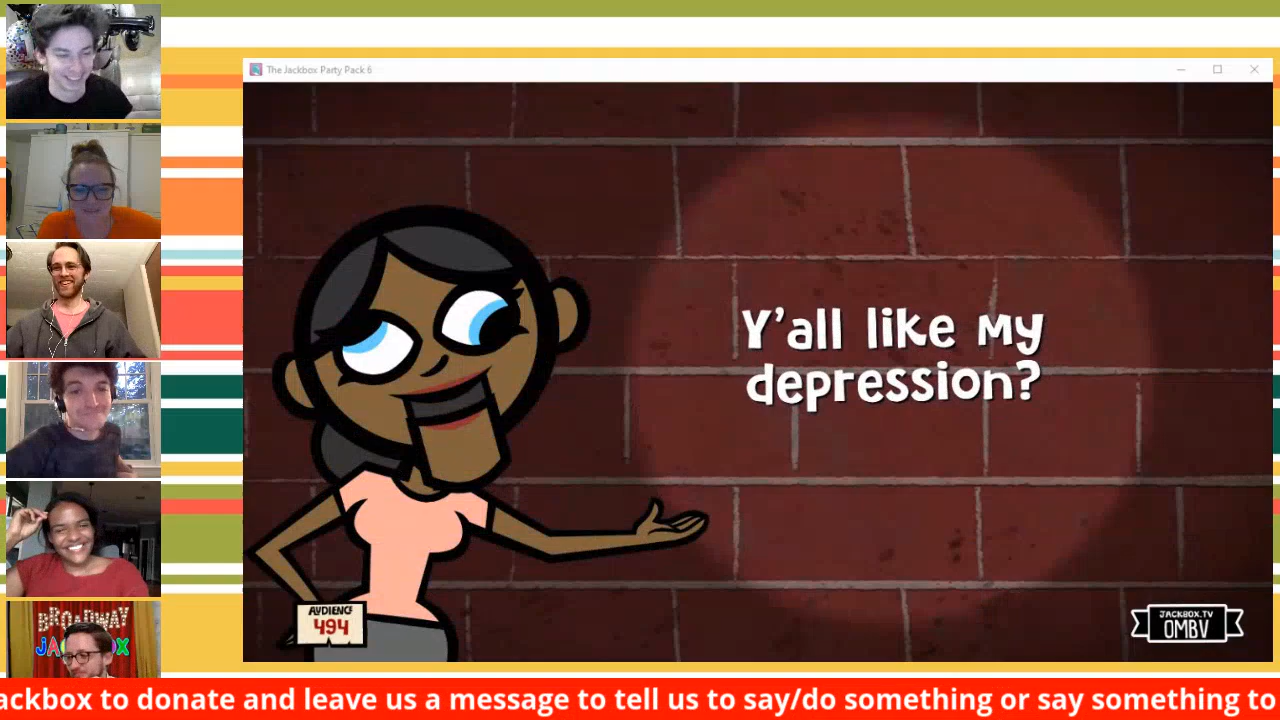 The Jackbox Party Pack 6
Y'all like my
depression?
AUDIENCE
494
JACKBOX.TV
OMBV
BROADWAY
JACKBOX
ackbox to donate and leave us a message to tell us to say/do something or say something to